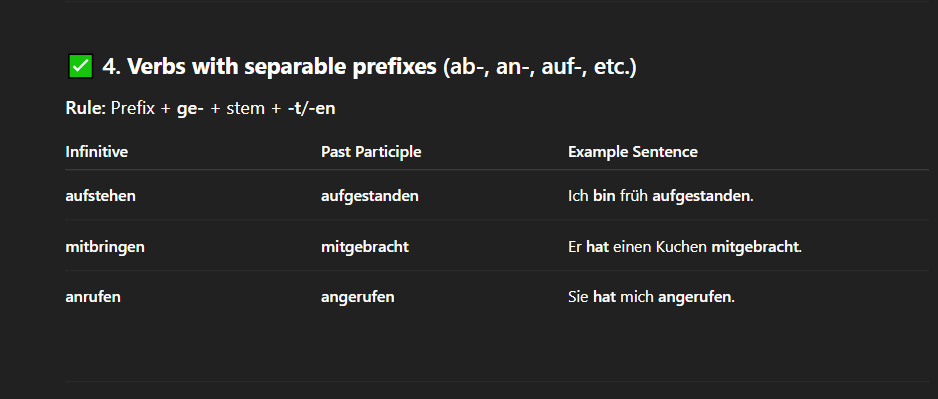 ✅ 4. Verbs with separable prefixes (ab-, an-, auf-, etc.)
Rule: Prefix + ge- + stem + -t/-en
Infinitive Past Participle Example Sentence
aufstehen aufgestanden Ich bin früh aufgestanden.
mitbringen mitgebracht Er hat einen Kuchen mitgebracht.
anrufen angerufen Sie hat mich angerufen.